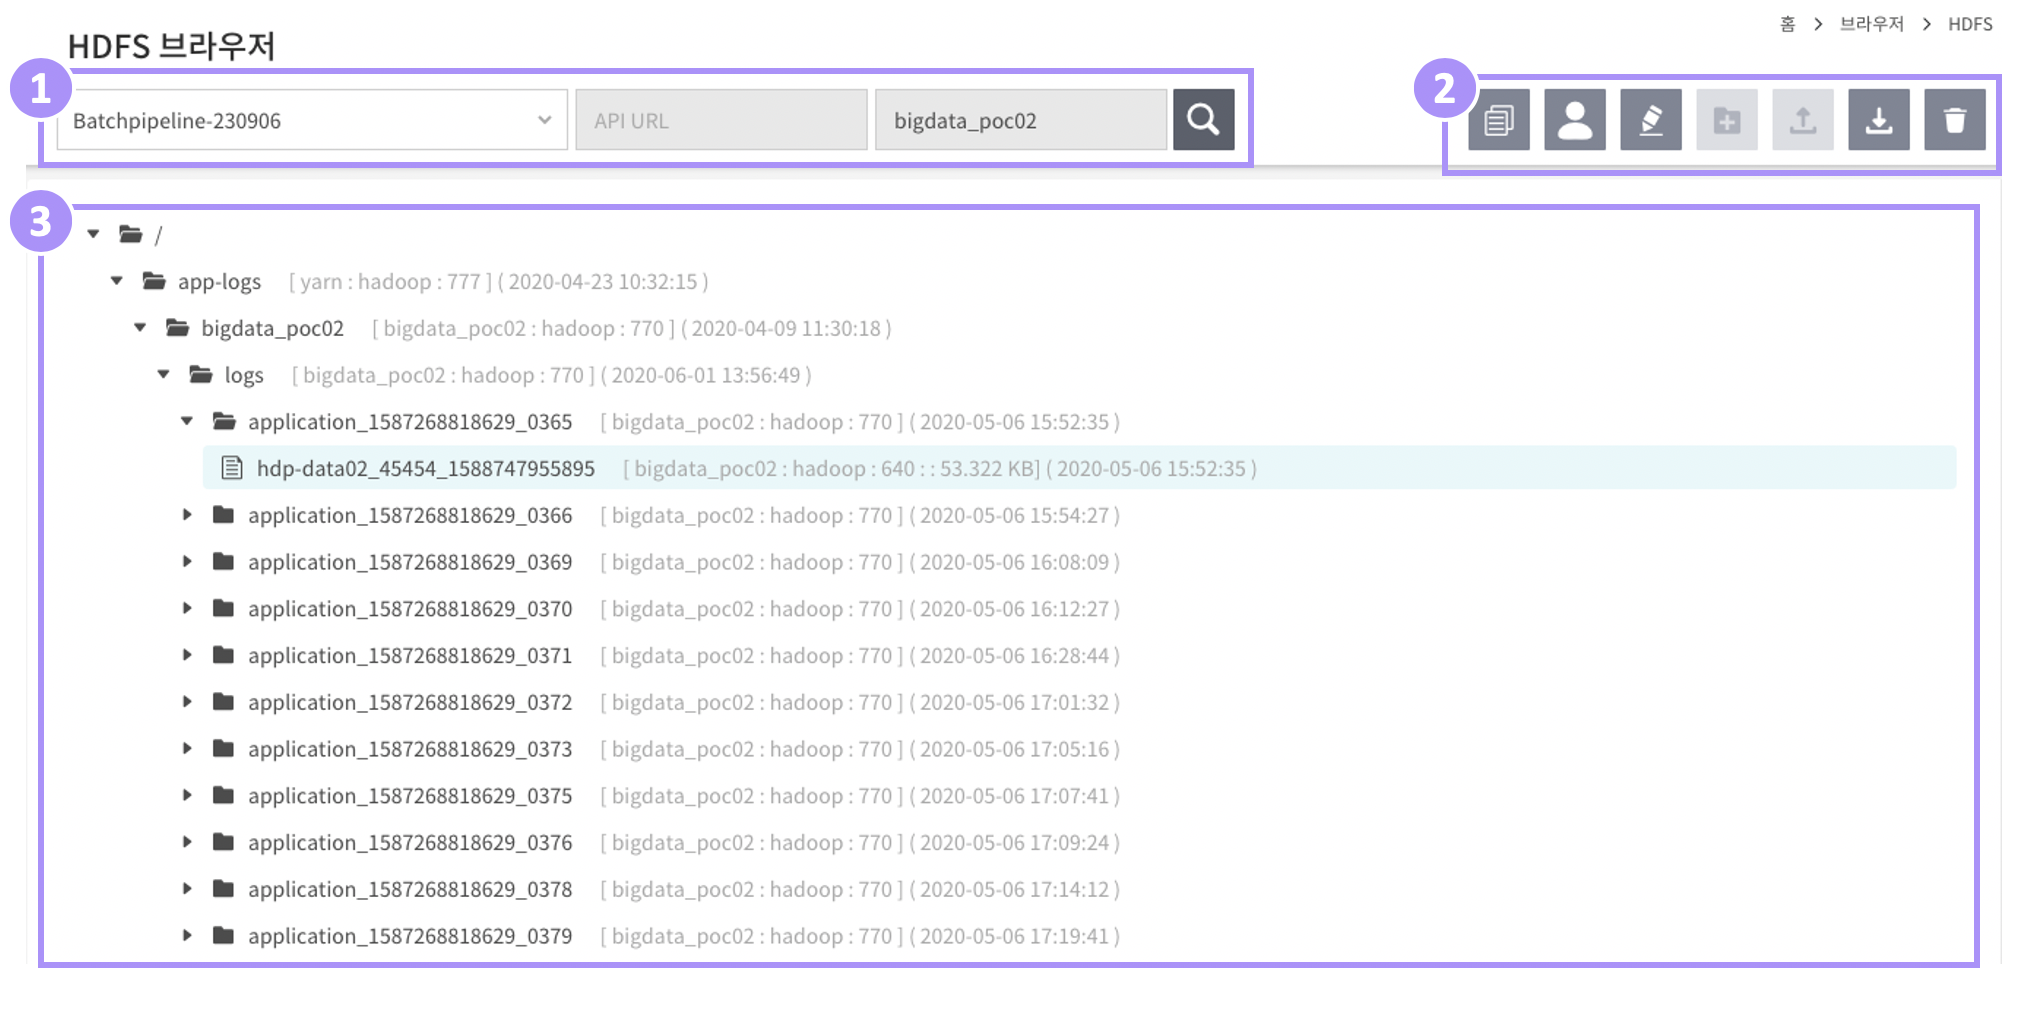 홈 > 브라우저 > HDFS
HDFS 브라우저
1
Batchpipeline-230906 API URL bigdata_poc02
2
3
/
app-logs [ yarn : hadoop : 777 ] ( 2020-04-23 10:32:15 )
bigdata_poc02 [ bigdata_poc02 : hadoop : 770 ] ( 2020-04-09 11:30:18 )
logs [ bigdata_poc02 : hadoop : 770 ] ( 2020-06-01 13:56:49 )
application_1587268818629_0365 [ bigdata_poc02 : hadoop : 770 ] ( 2020-05-06 15:52:35 )
hdp-data02_45454_1588747955895 [ bigdata_poc02 : hadoop : 640 : : 53.322 KB] ( 2020-05-06 15:52:35 )
application_1587268818629_0366 [ bigdata_poc02 : hadoop : 770 ] ( 2020-05-06 15:54:27 )
application_1587268818629_0369 [ bigdata_poc02 : hadoop : 770 ] ( 2020-05-06 16:08:09 )
application_1587268818629_0370 [ bigdata_poc02 : hadoop : 770 ] ( 2020-05-06 16:12:27 )
application_1587268818629_0371 [ bigdata_poc02 : hadoop : 770 ] ( 2020-05-06 16:28:44 )
application_1587268818629_0372 [ bigdata_poc02 : hadoop : 770 ] ( 2020-05-06 17:01:32 )
application_1587268818629_0373 [ bigdata_poc02 : hadoop : 770 ] ( 2020-05-06 17:05:16 )
application_1587268818629_0375 [ bigdata_poc02 : hadoop : 770 ] ( 2020-05-06 17:07:41 )
application_1587268818629_0376 [ bigdata_poc02 : hadoop : 770 ] ( 2020-05-06 17:09:24 )
application_1587268818629_0378 [ bigdata_poc02 : hadoop : 770 ] ( 2020-05-06 17:14:12 )
application_1587268818629_0379 [ bigdata_poc02 : hadoop : 770 ] ( 2020-05-06 17:19:41 )